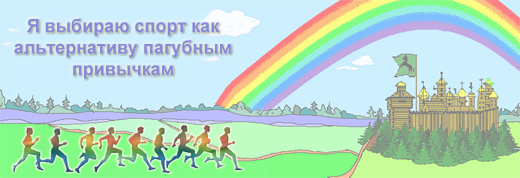 Я выбираю спорт как
альтернативу пагубным
привычкам